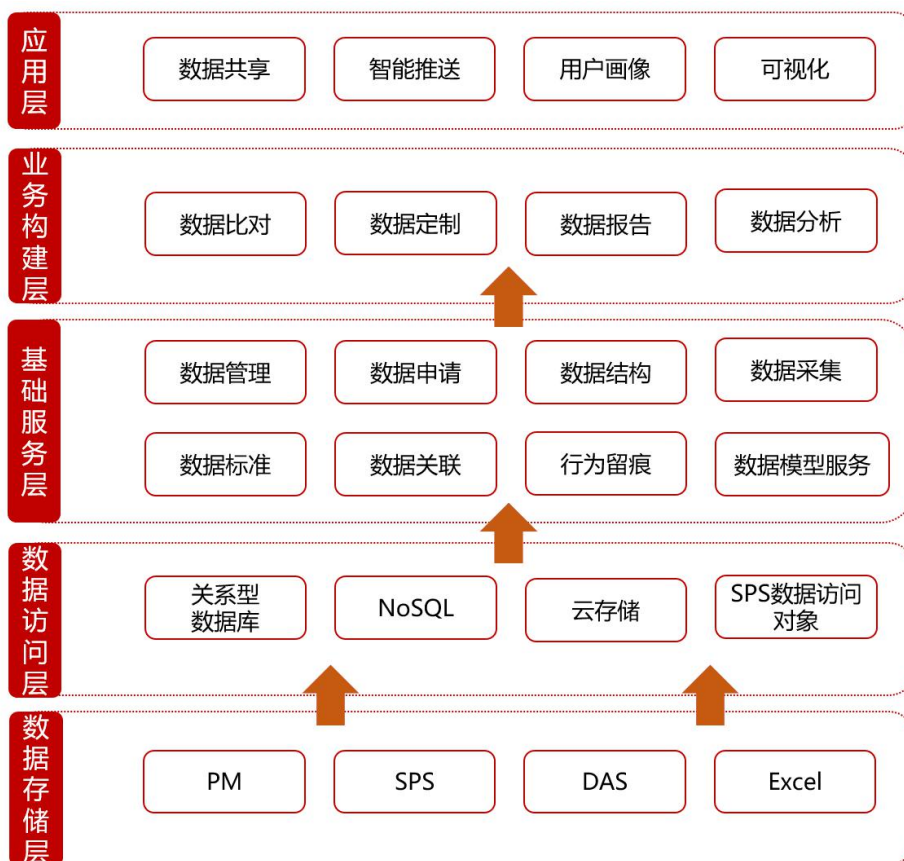 应用层
数据共享
智能推送
用户画像
可视化
业务构建层
数据比对
数据定制
数据报告
数据分析
基础服务层
数据管理
数据申请
数据结构
数据采集
数据标准
数据关联
行为留痕
数据模型服务
数据访问层
关系型
数据库
NoSQL
云存储
SPS数据访问
对象
数据存储层
PM
SPS
DAS
Excel